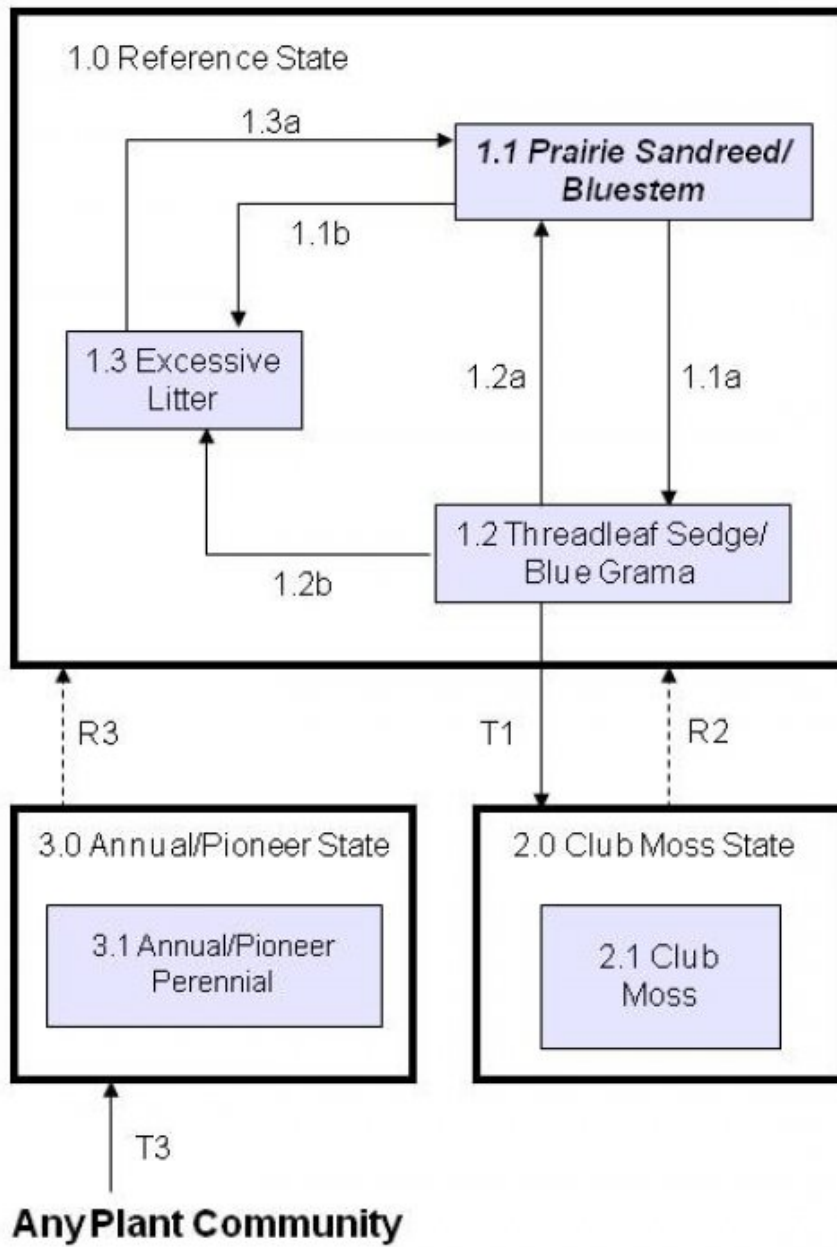 1.0 Reference State
1.3a
1.1 Prairie Sandreed/
Bluestem
1.1b
1.3 Excessive
Litter
1.2a
1.1a
1.2 Threadleaf Sedge/
Blue Grama
1.2b
R3
T1
R2
3.0 Annual/Pioneer State
3.1 Annual/Pioneer
Perennial
2.0 Club Moss State
2.1 Club
Moss
T3
Any Plant Community